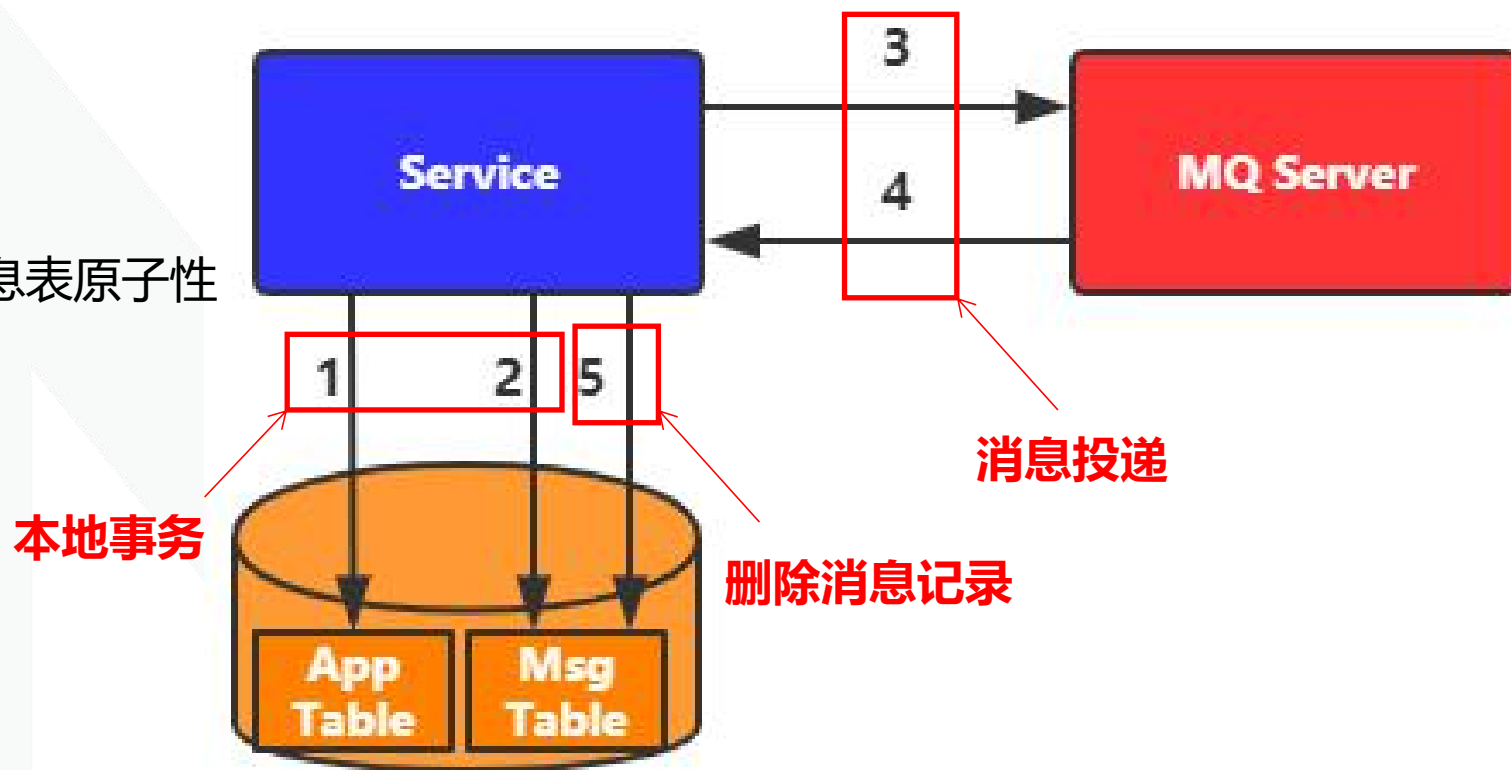 3
Service
MQ Server
4
息表原子性
1
2
5
消息投递
本地事务
删除消息记录
App
Table
Msg
Table